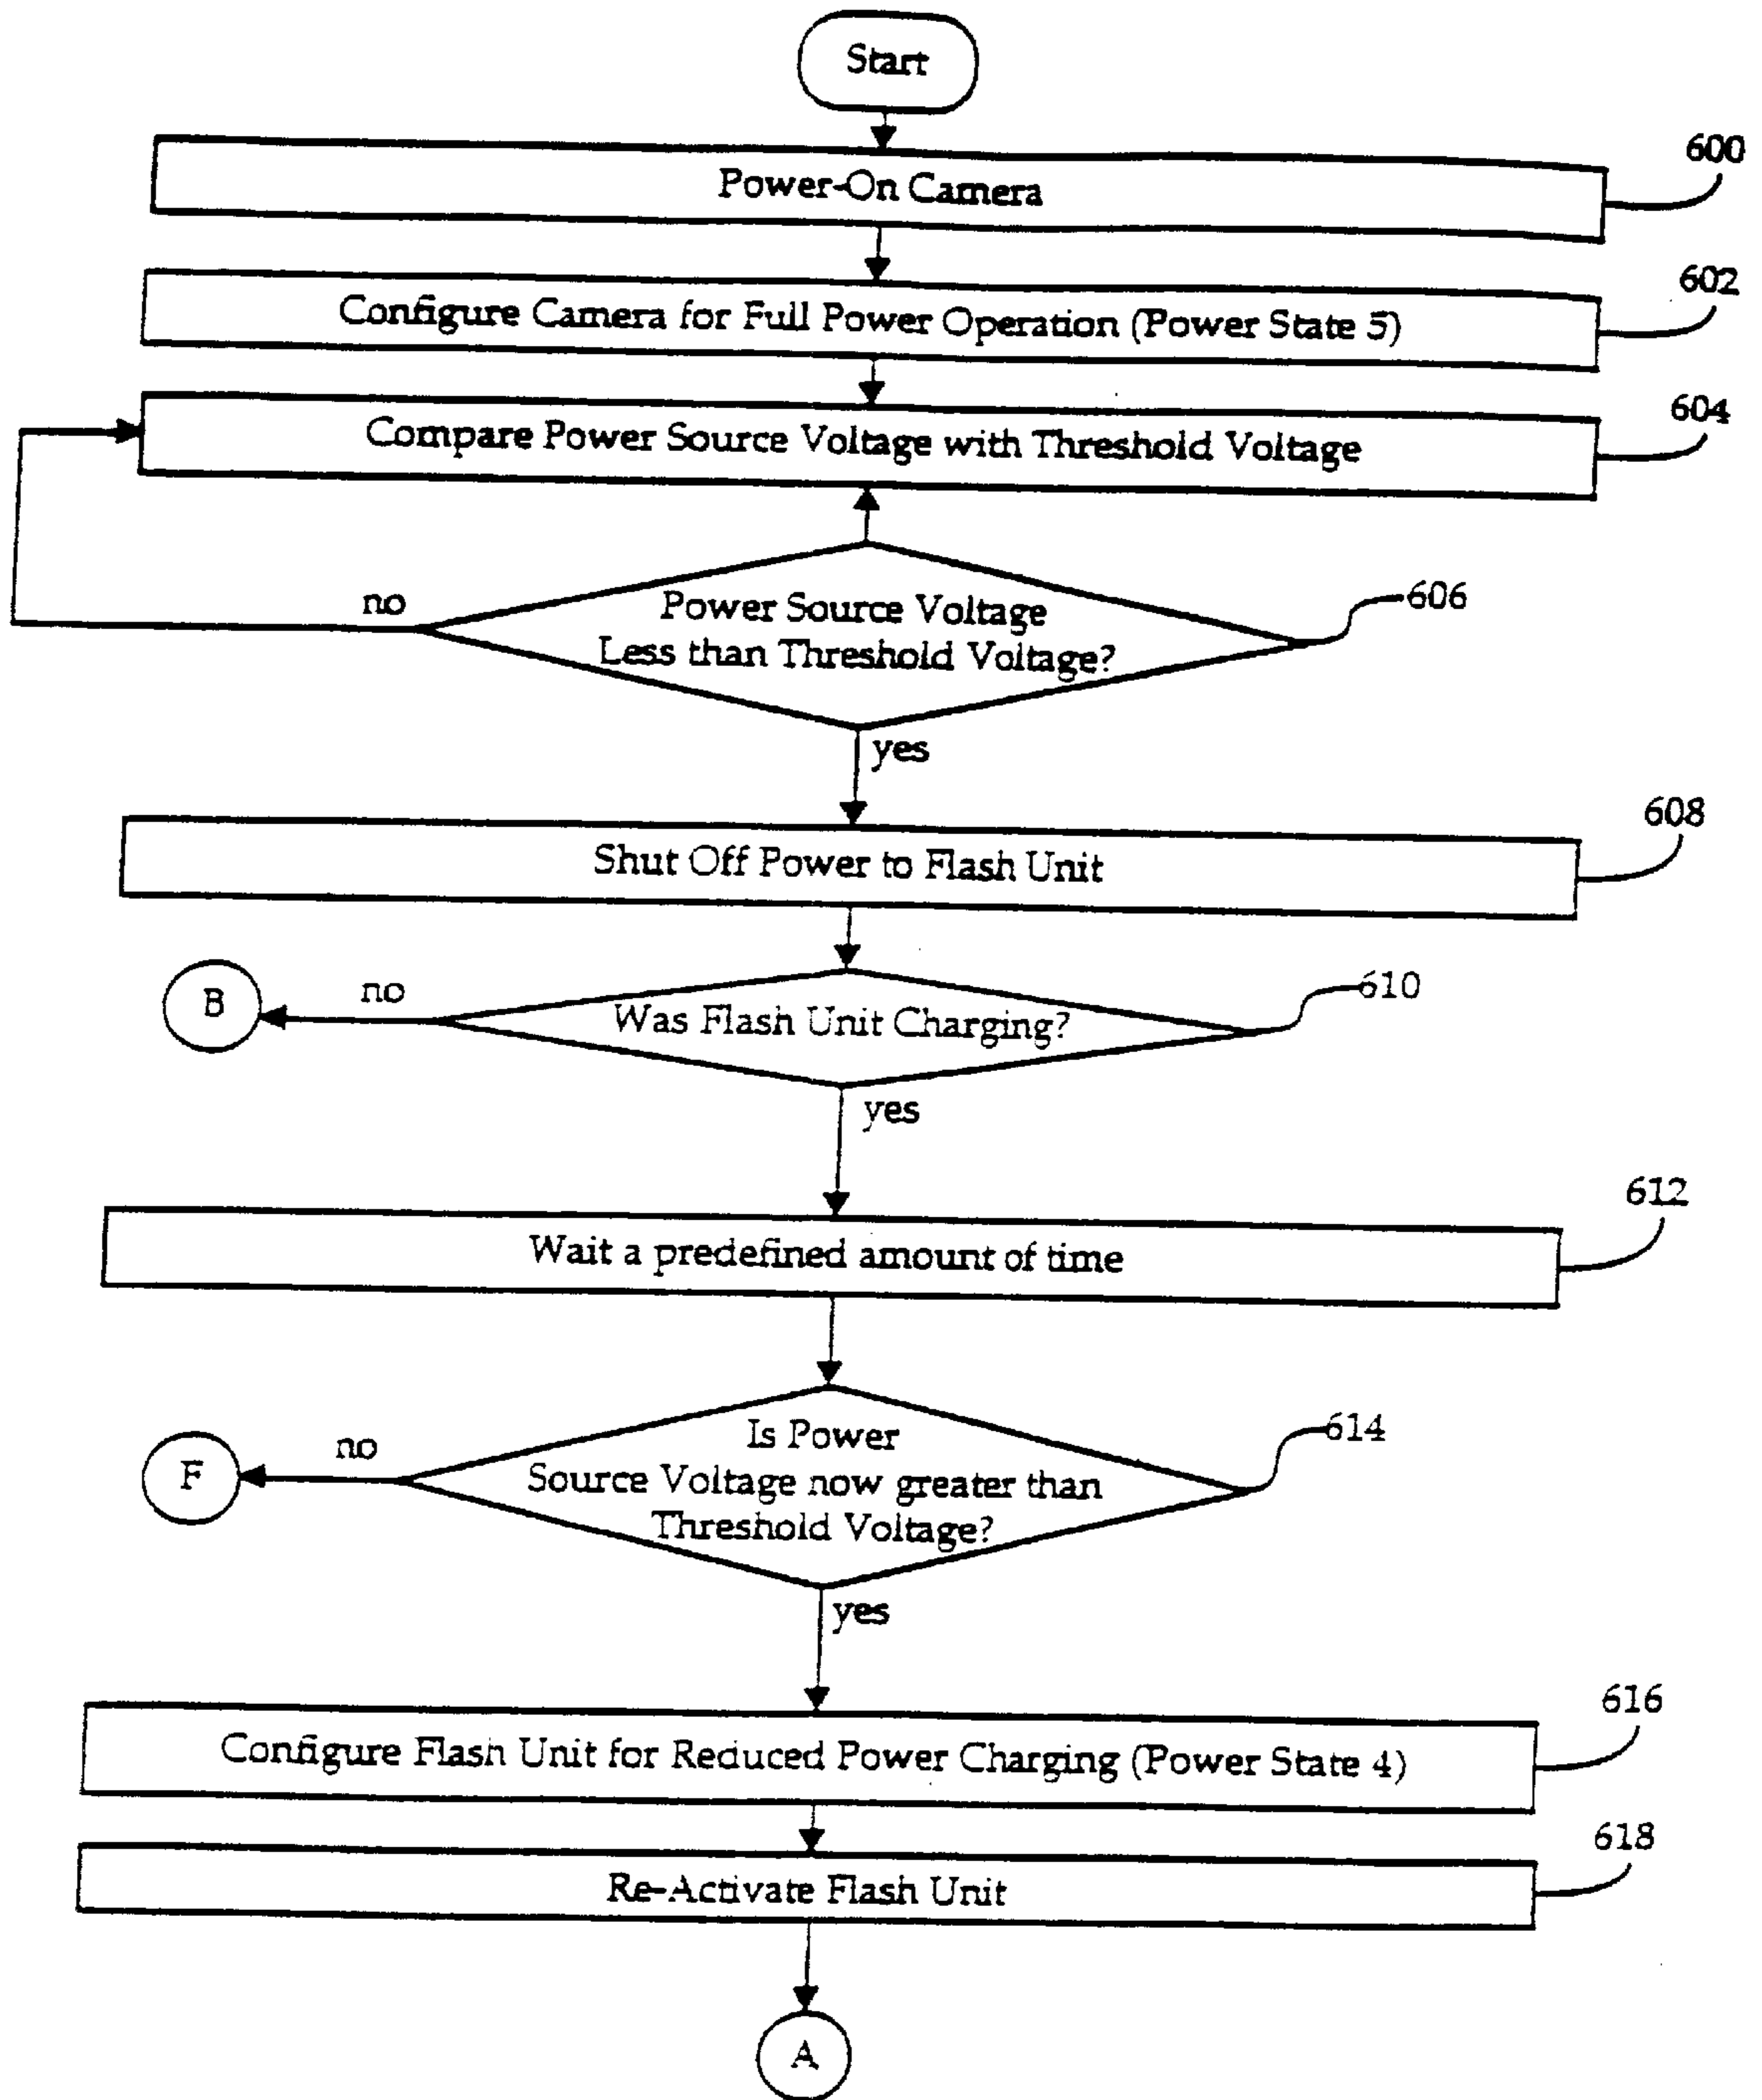 Start
600
Power-On Camera
602
Configure Camera for Full Power Operation (Power State 5)
604
Compare Power Source Voltage with Threshold Voltage
606
no
Power Source Voltage
Less than Threshold Voltage?
yes
608
Shut Off Power to Flash Unit
610
B
no
Was Flash Unit Charging?
yes
612
Wait a predefined amount of time
614
F
no
Is Power
Source Voltage now greater than
Threshold Voltage?
yes
616
Configure Flash Unit for Reduced Power Charging (Power State 4)
618
Re-Activate Flash Unit
A